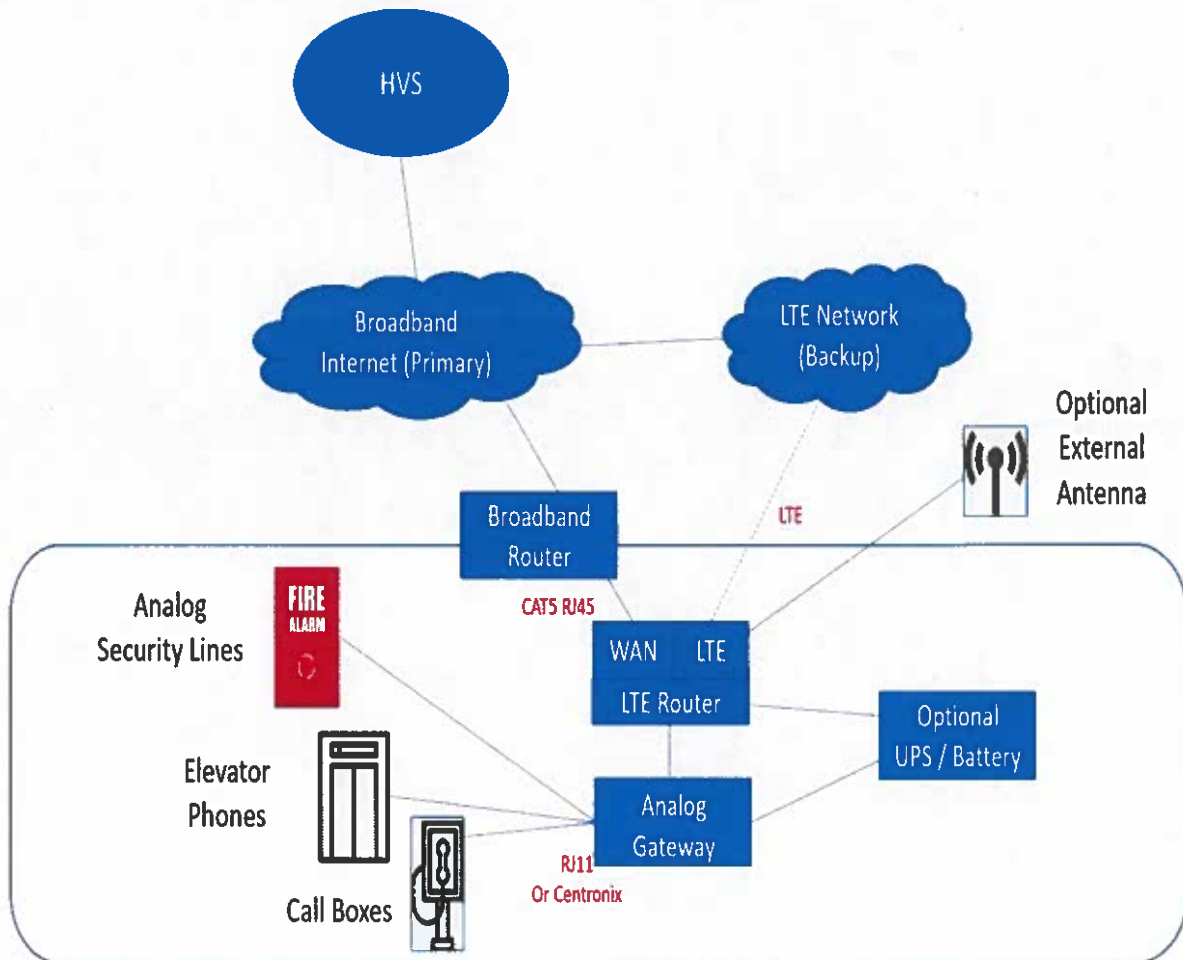 HVS
Broadband
Internet (Primary)
LTE Network
(Backup)
Optional
External
Antenna
Broadband
Router
LTE
CAT5 RJ45
FIRE
ALARM
Analog
Security Lines
WAN LTE
LTE Router
Optional
UPS / Battery
Elevator
Phones
Analog
Gateway
RJ11
Or Centronix
Call Boxes